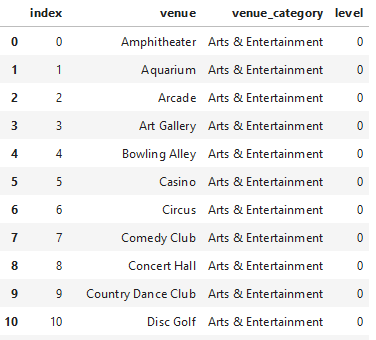 index venue venue_category level
0 0 Amphitheater Arts & Entertainment 0
1 1 Aquarium Arts & Entertainment 0
2 2 Arcade Arts & Entertainment 0
3 3 Art Gallery Arts & Entertainment 0
4 4 Bowling Alley Arts & Entertainment 0
5 5 Casino Arts & Entertainment 0
6 6 Circus Arts & Entertainment 0
7 7 Comedy Club Arts & Entertainment 0
8 8 Concert Hall Arts & Entertainment 0
9 9 Country Dance Club Arts & Entertainment 0
10 10 Disc Golf Arts & Entertainment 0